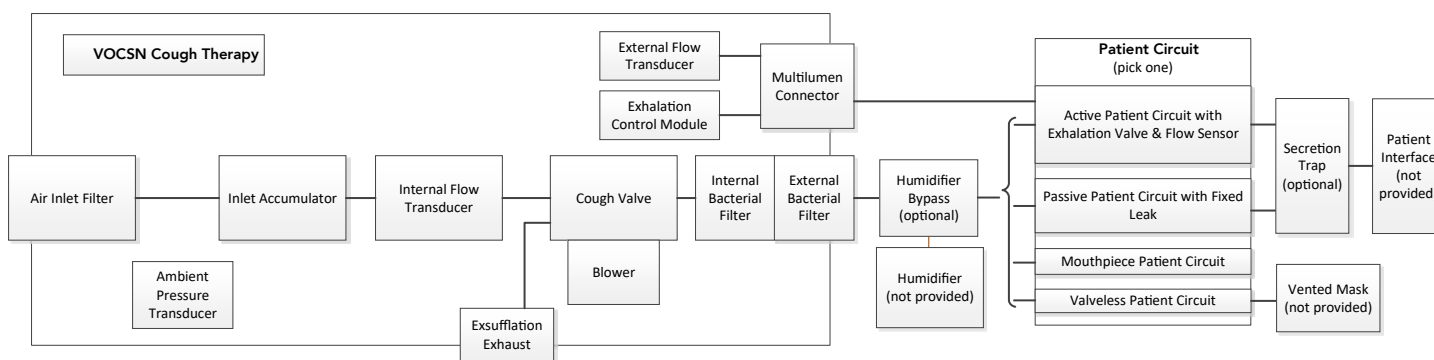 VOCSN Cough Therapy
External Flow
Transducer
Exhalation
Control Module
Multilumen
Connector
Patient Circuit
(pick one)
Active Patient Circuit with
Exhalation Valve & Flow Sensor
Passive Patient Circuit with Fixed
Leak
Mouthpiece Patient Circuit
Valveless Patient Circuit
Secretion
Trap
(optional)
Patient
Interface
(not
provided
Vented Mask
(not provided)
Air Inlet Filter
Inlet Accumulator
Internal Flow
Transducer
Cough Valve
Internal
Bacterial
Filter
External
Bacterial
Filter
Humidifier
Bypass
(optional)
Humidifier
(not provided)
Blower
Ambient
Pressure
Transducer
Exsufflation
Exhaust